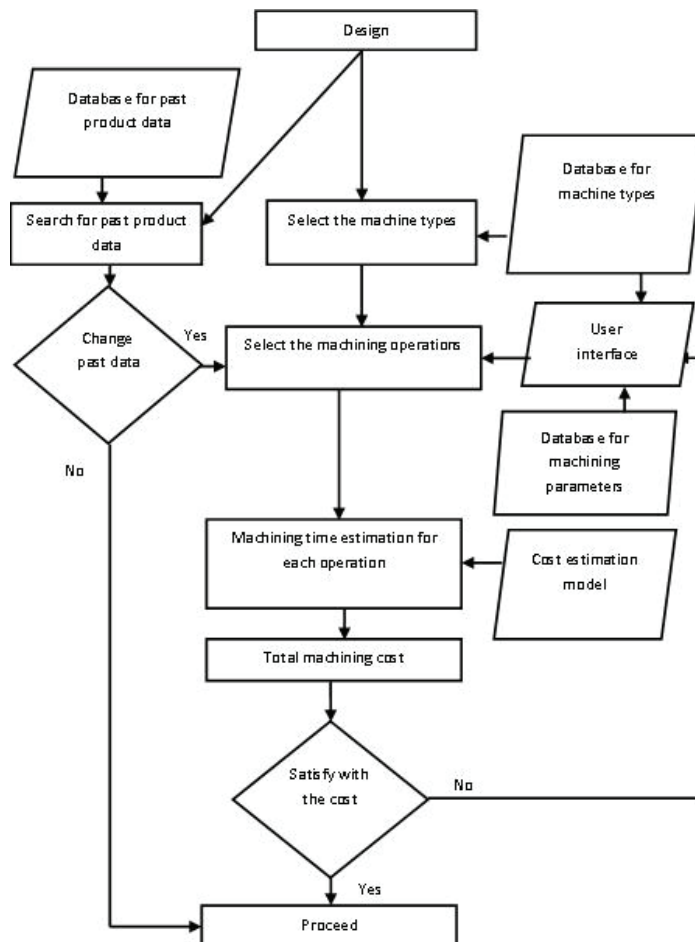 Design
Database for past
product data
Database for
machine types
Search for past product
data
Select the machine types
Change
past data
Yes
Select the machining operations
User
interface
No
Database for
machining
parameters
Machining time estimation for
each operation
Cost estimation
model
Total machining cost
Satisfy with
the cost
No
Yes
Proceed